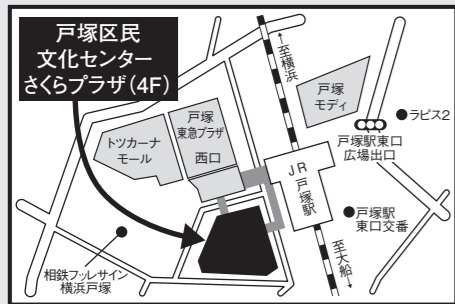 戸塚区民
文化センター
さくらプラザ(4F)
←至横浜
戸塚
モディ
●ラピス2
戸塚駅東口
広場出口
戸塚
東急プラザ
西口
トツカーナ
モール
JR戸塚駅
●戸塚駅
東口交番
至大船→
相鉄フレッサイン
横浜戸塚